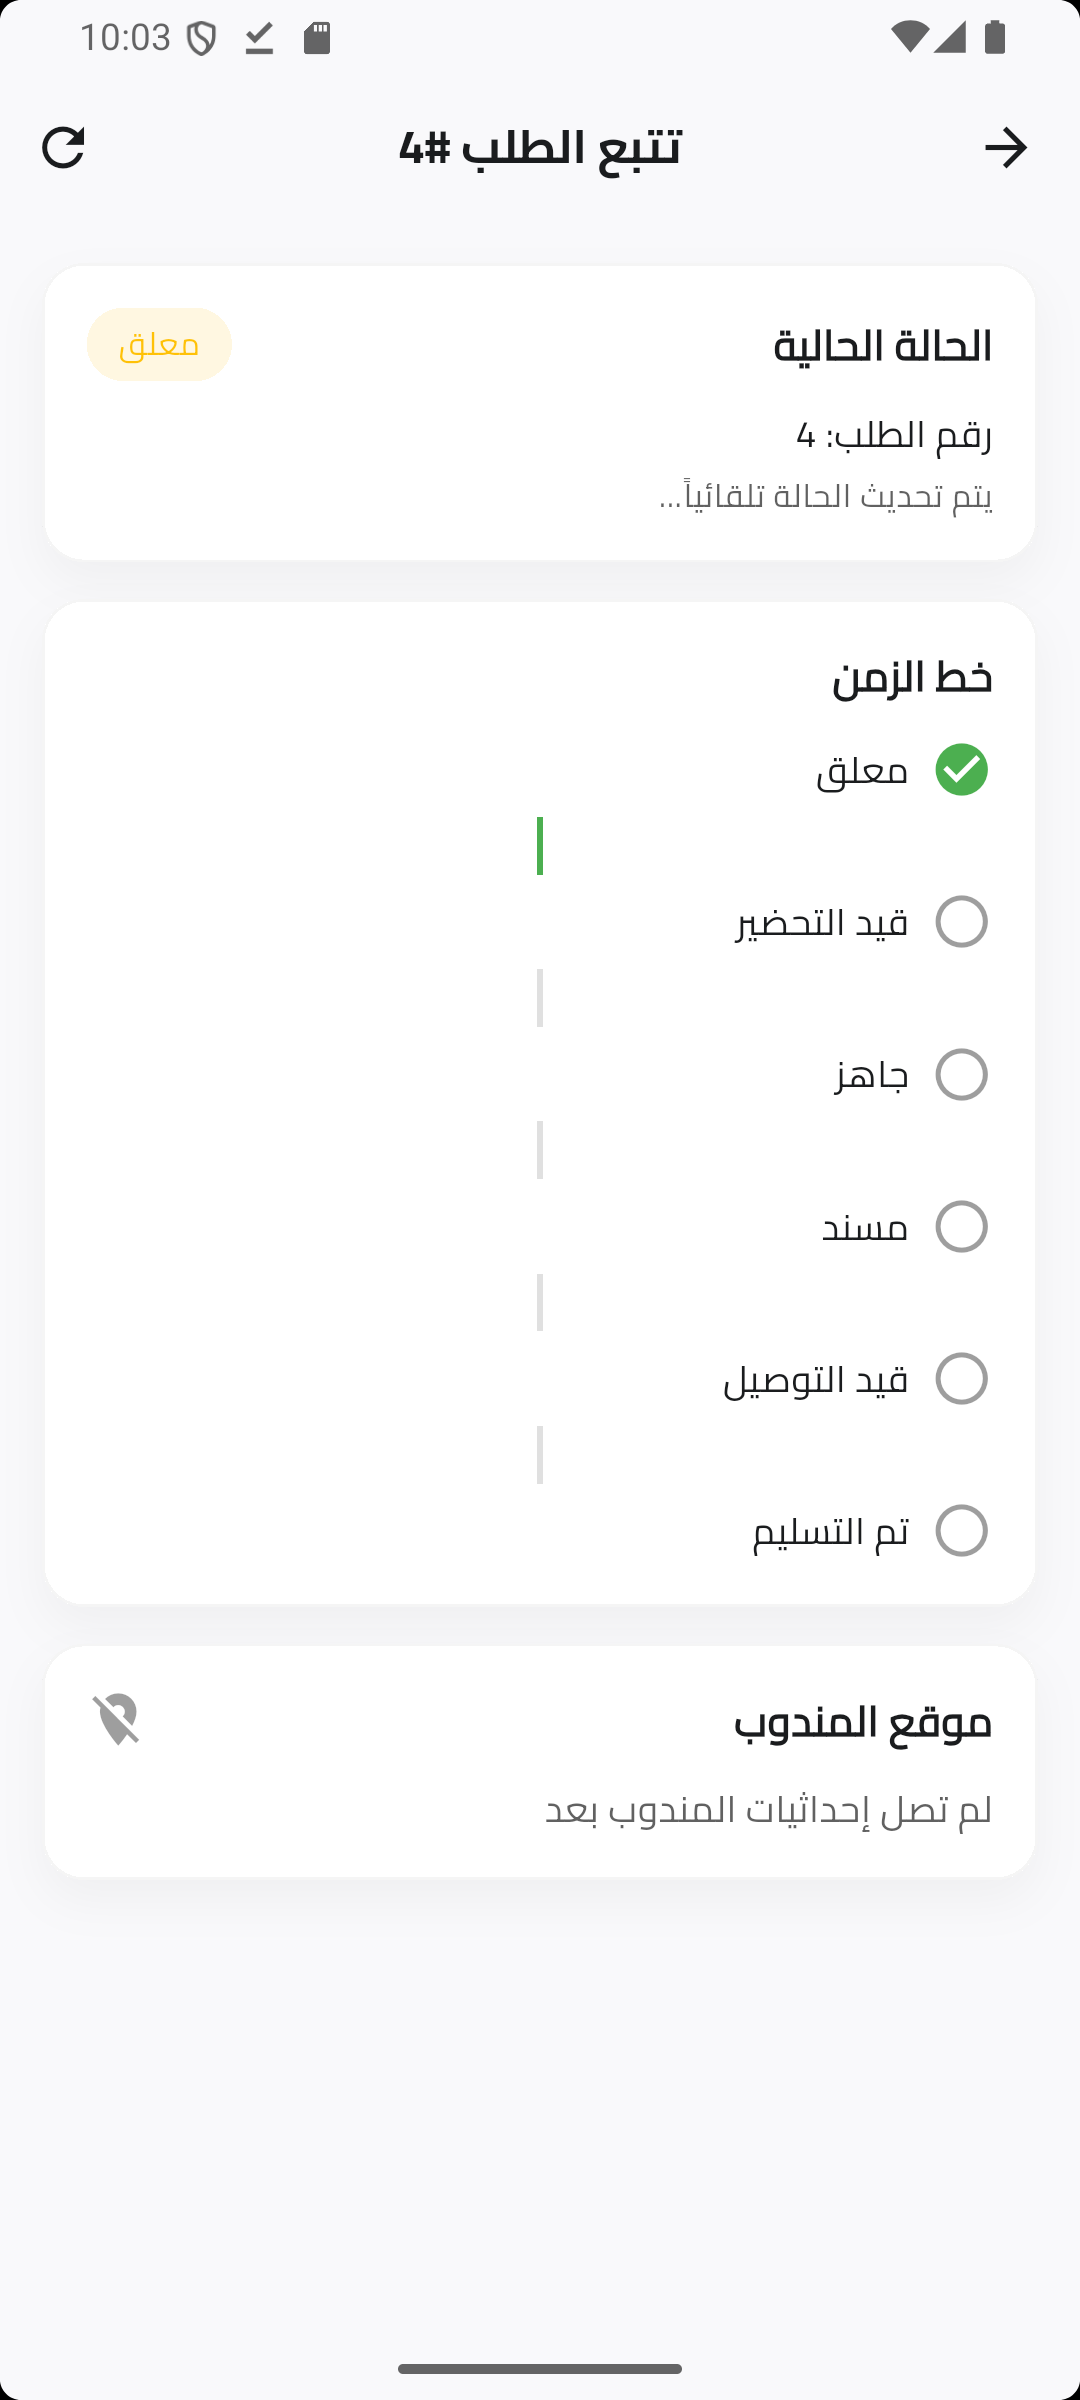 10:03
تتبع الطلب #4
الحالة الحالية
معلق
رقم الطلب: 4
يتم تحديث الحالة تلقائياً...
خط الزمن
معلق
قيد التحضير
جاهز
مسند
قيد التوصيل
تم التسليم
موقع المندوب
لم تصل إحداثيات المندوب بعد